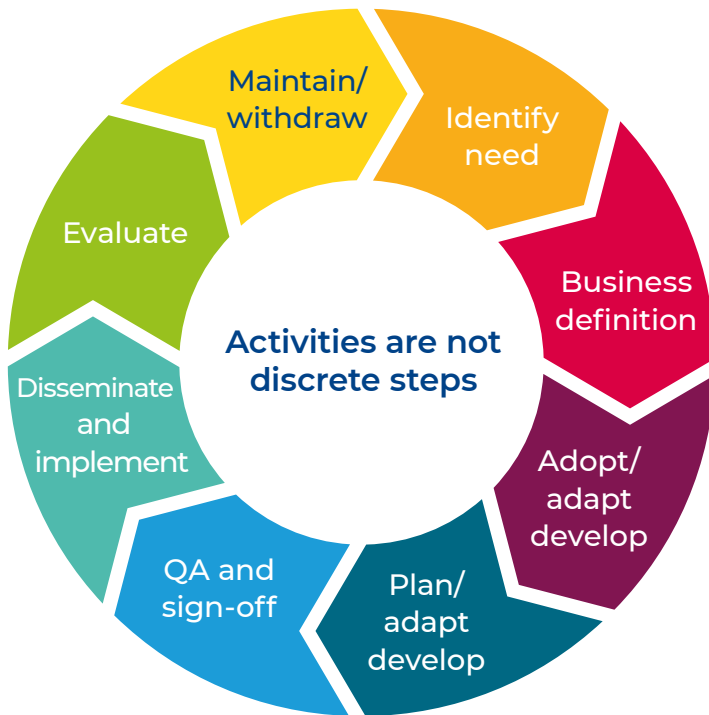 Maintain/
withdraw
Identify
need
Business
definition
Adopt/
adapt
develop
Plan/
adapt
develop
QA and
sign-off
Disseminate
and
implement
Evaluate
Activities are not
discrete steps